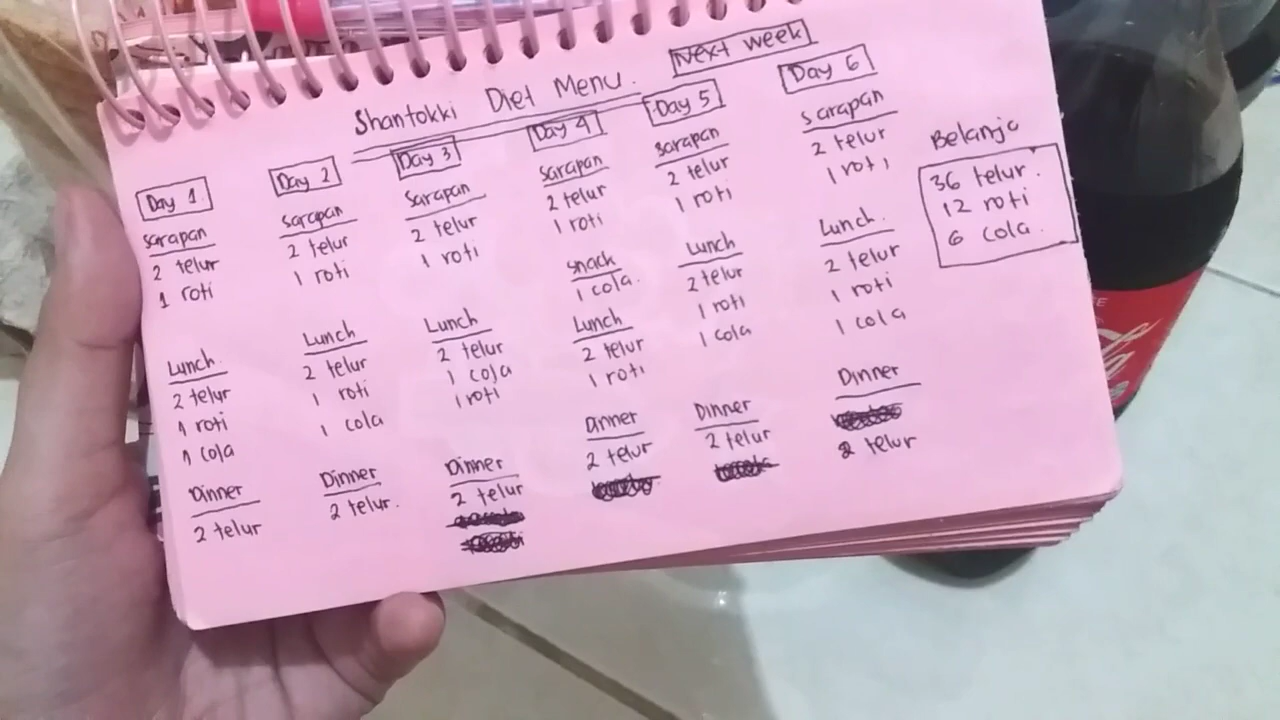 Next week
Shantokki Diet Menu.
Day 1
Sarapan
2 telur
1 roti
Lunch
2 telur
1 roti
1 cola
Dinner
2 telur
Day 2
Sarapan
2 telur
1 roti
Lunch
2 telur
1 roti
1 cola
Dinner
2 telur.
Day 3
Sarapan
2 telur
1 roti
Lunch
2 telur
1 cola
1 roti
Dinner
2 telur
Day 4
Sarapan
2 telur
1 roti
snack
1 cola.
Lunch
2 telur
1 roti
Dinner
2 telur
Day 5
Sarapan
2 telur
1 roti
Lunch
2 telur
1 roti
1 cola
Dinner
2 telur
Day 6
Sarapan
2 telur
1 roti
Lunch.
2 telur
1 roti
1 cola
Dinner
2 telur
Belanja
36 telur.
12 roti
6 cola.